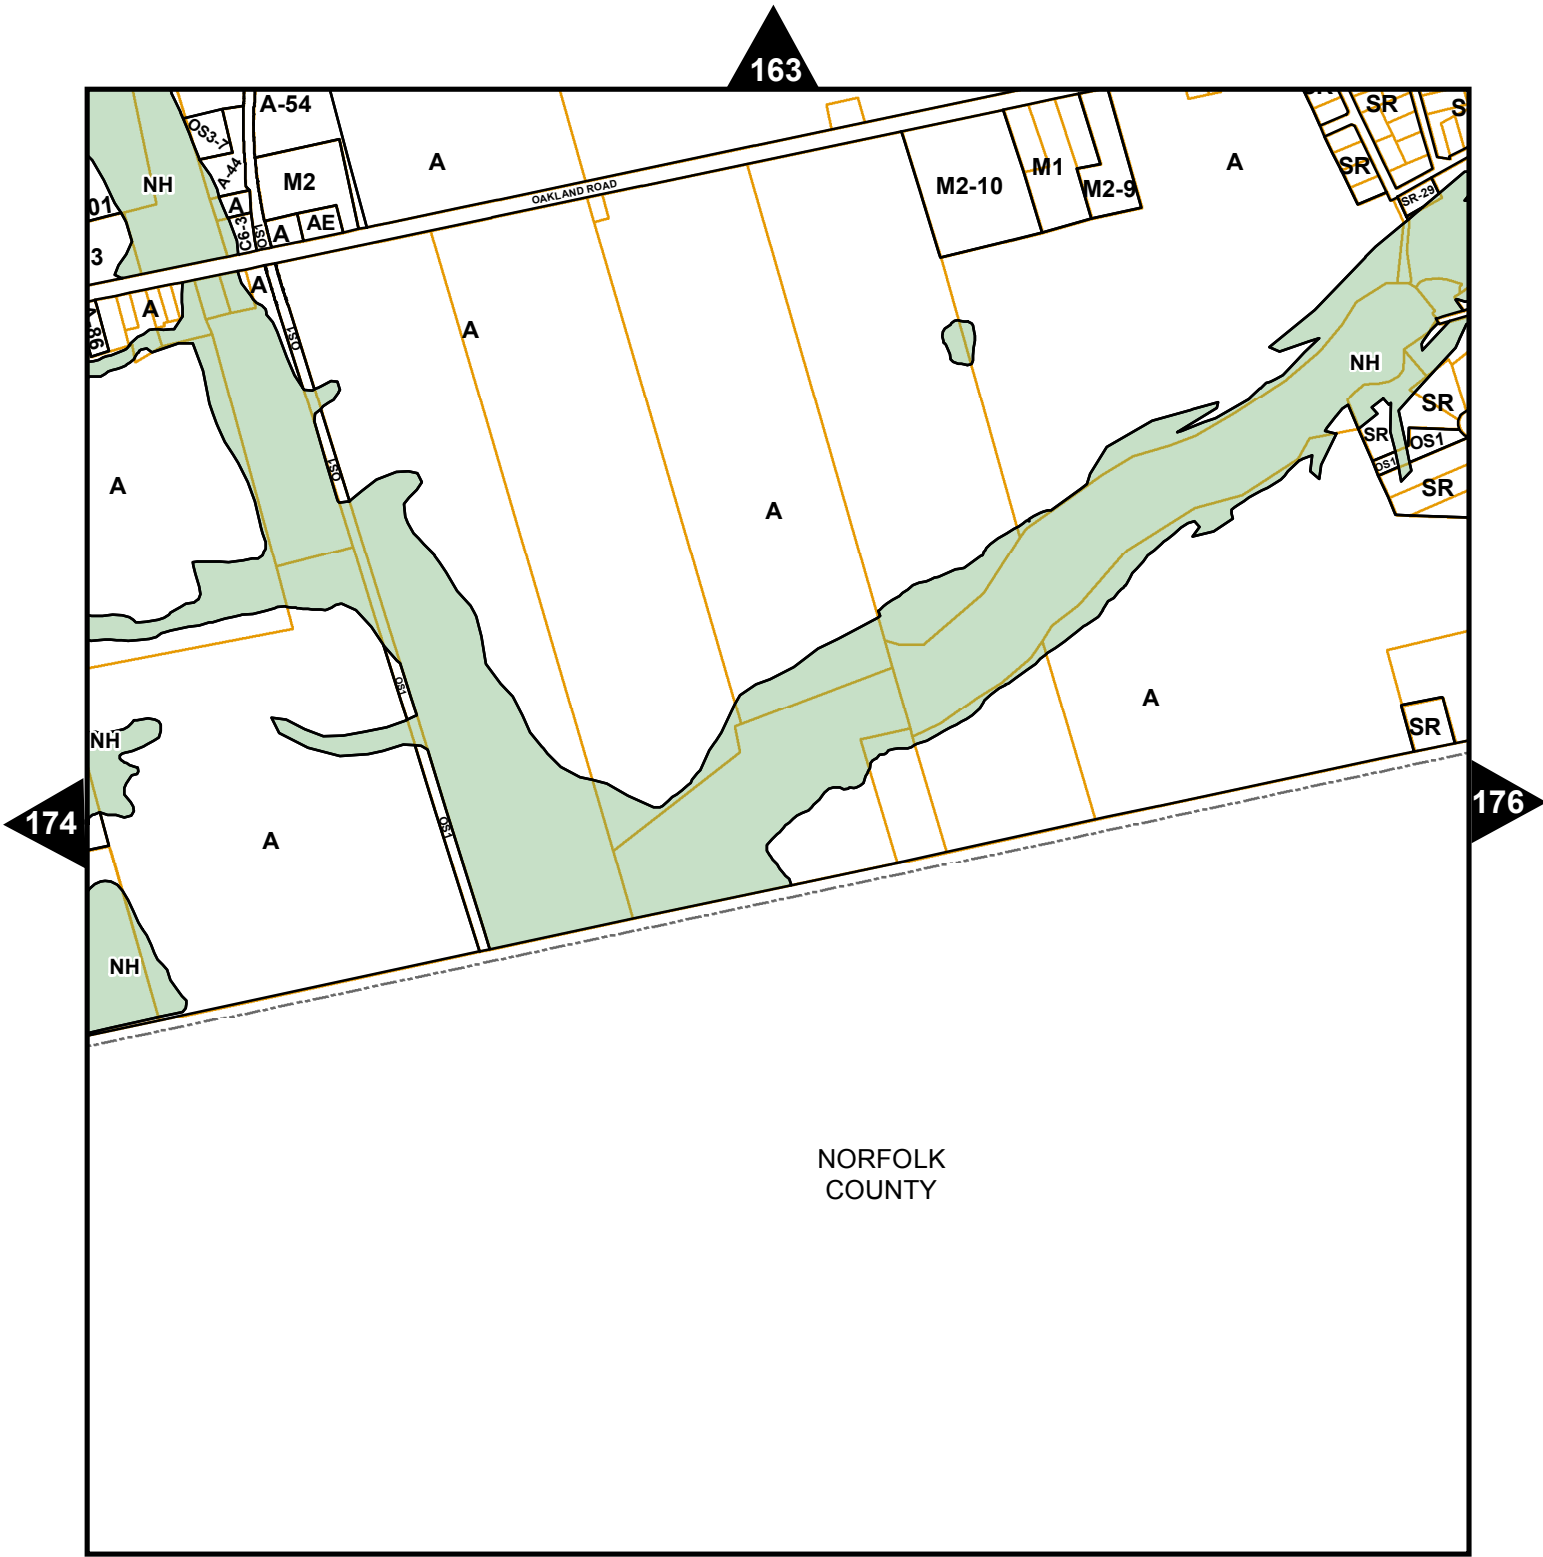 163
A-54
SR
OS3-7
A
A
SR
A-44
NH
M2
M2-10
M1
M2-9
OAKLAND ROAD
SR-29
01
A
C6-3
OS1
A
AE
3
A
A
OS1
A
NH
SR
SR
OS1
OS1
SR
A
OS1
A
OS1
A
NH
SR
174
176
A
OS1
NH
NORFOLK
COUNTY